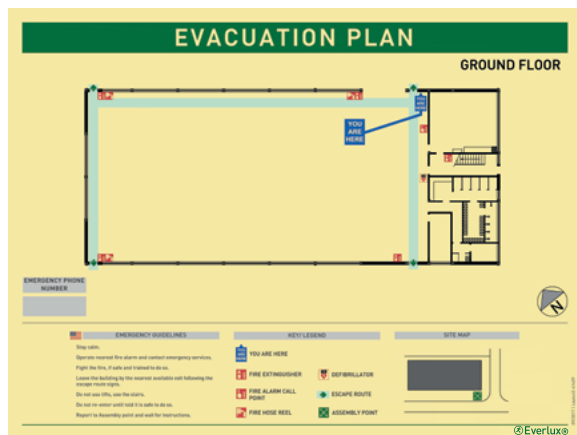 EVACUATION PLAN
GROUND FLOOR
YOU
ARE
HERE
YOU
ARE
HERE
EMERGENCY PHONE
NUMBER
EMERGENCY GUIDELINES
Stay calm.
Operate nearest fire alarm and contact emergency services.
Fight the fire, if safe and trained to do so.
Leave the building by the nearest available exit following the
escape route signs.
Do not use lifts, use the stairs.
Do not re-enter until told it is safe to do so.
Report to Assembly point and wait for instructions.
KEY/ LEGEND
YOU ARE HERE
FIRE EXTINGUISHER
FIRE ALARM CALL
POINT
FIRE HOSE REEL
DEFIBRILLATOR
ESCAPE ROUTE
ASSEMBLY POINT
SITE MAP
N
Everlux